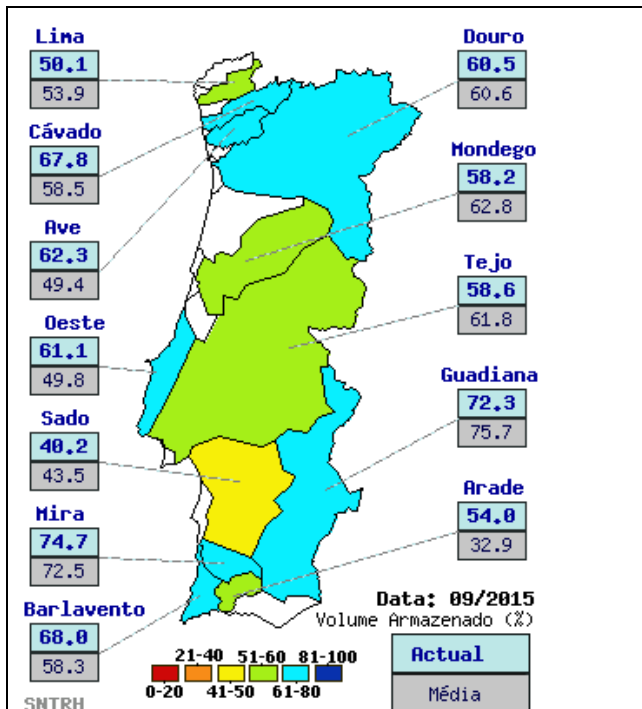 Lima
50.1
53.9
Cávado
67.8
58.5
Ave
62.3
49.4
Oeste
61.1
49.8
Sado
40.2
43.5
Mira
74.7
72.5
Barlavento
68.0
58.3
SNTRH
Douro
60.5
60.6
Mondego
58.2
62.8
Tejo
58.6
61.8
Guadiana
72.3
75.7
Arade
54.0
32.9
Data: 09/2015
Volume Armazenado (%)
21-40 51-60 81-100
0-20 41-50 61-80
Actual
Média